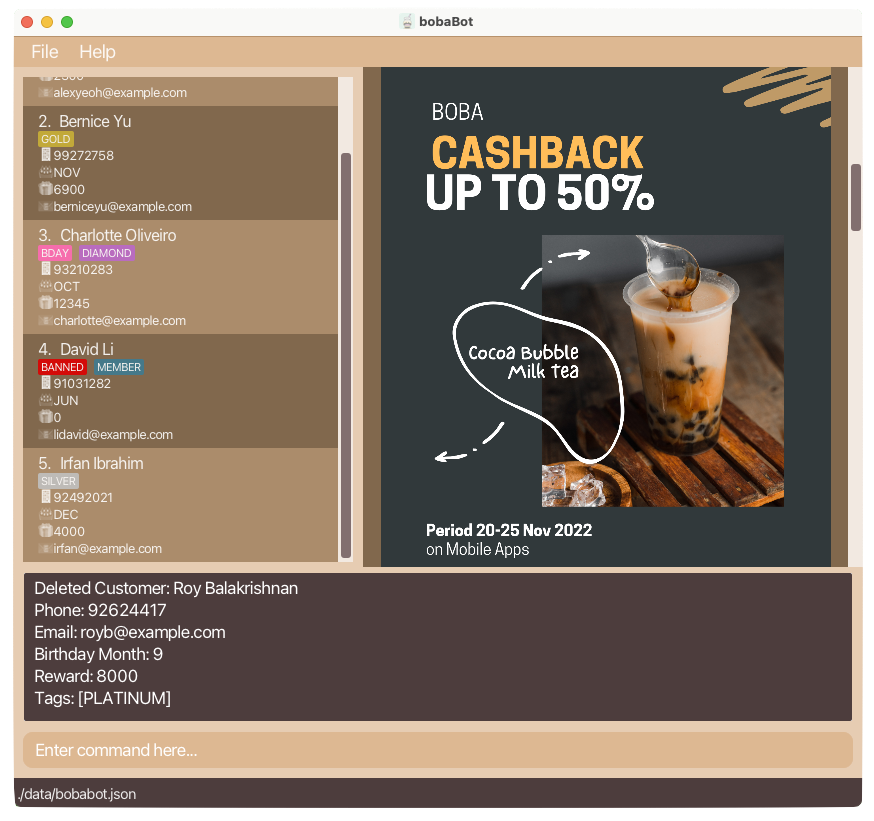 bobaBot
File Help
alexyeoh@example.com
2. Bernice Yu
GOLD
99272758
NOV
6900
berniceyu@example.com
3. Charlotte Oliveiro
BDAY DIAMOND
93210283
OCT
12345
charlotte@example.com
4. David Li
BANNED MEMBER
91031282
JUN
0
lidavid@example.com
5. Irfan Ibrahim
SILVER
92492021
DEC
4000
irfan@example.com
BOBA
CASHBACK
UP TO 50%
Cocoa Bubble
Milk Tea
Period 20-25 Nov 2022
on Mobile Apps
Deleted Customer: Roy Balakrishnan
Phone: 92624417
Email: royb@example.com
Birthday Month: 9
Reward: 8000
Tags: [PLATINUM]
Enter command here...
./data/bobabot.json